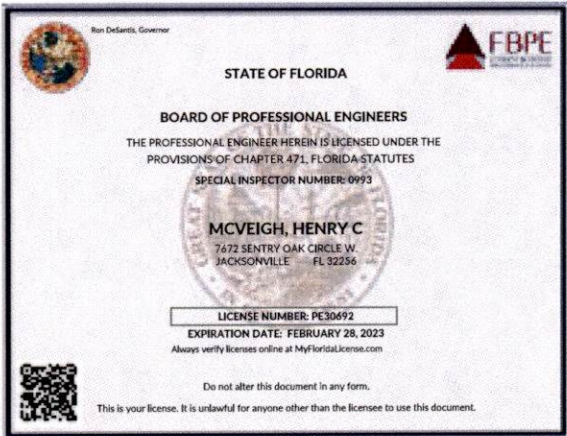 Ron DeSantis, Governor
FBPE
STATE OF FLORIDA
BOARD OF PROFESSIONAL ENGINEERS
THE PROFESSIONAL ENGINEER HEREIN IS LICENSED UNDER THE
PROVISIONS OF CHAPTER 471, FLORIDA STATUTES
SPECIAL INSPECTOR NUMBER: 0993
MCVEIGH, HENRY C
7672 SENTRY OAK CIRCLE W.
JACKSONVILLE FL 32256
LICENSE NUMBER: PE30692
EXPIRATION DATE: FEBRUARY 28, 2023
Always verify licenses online at MyFloridaLicense.com
Do not alter this document in any form.
This is your license. It is unlawful for anyone other than the licensee to use this document.